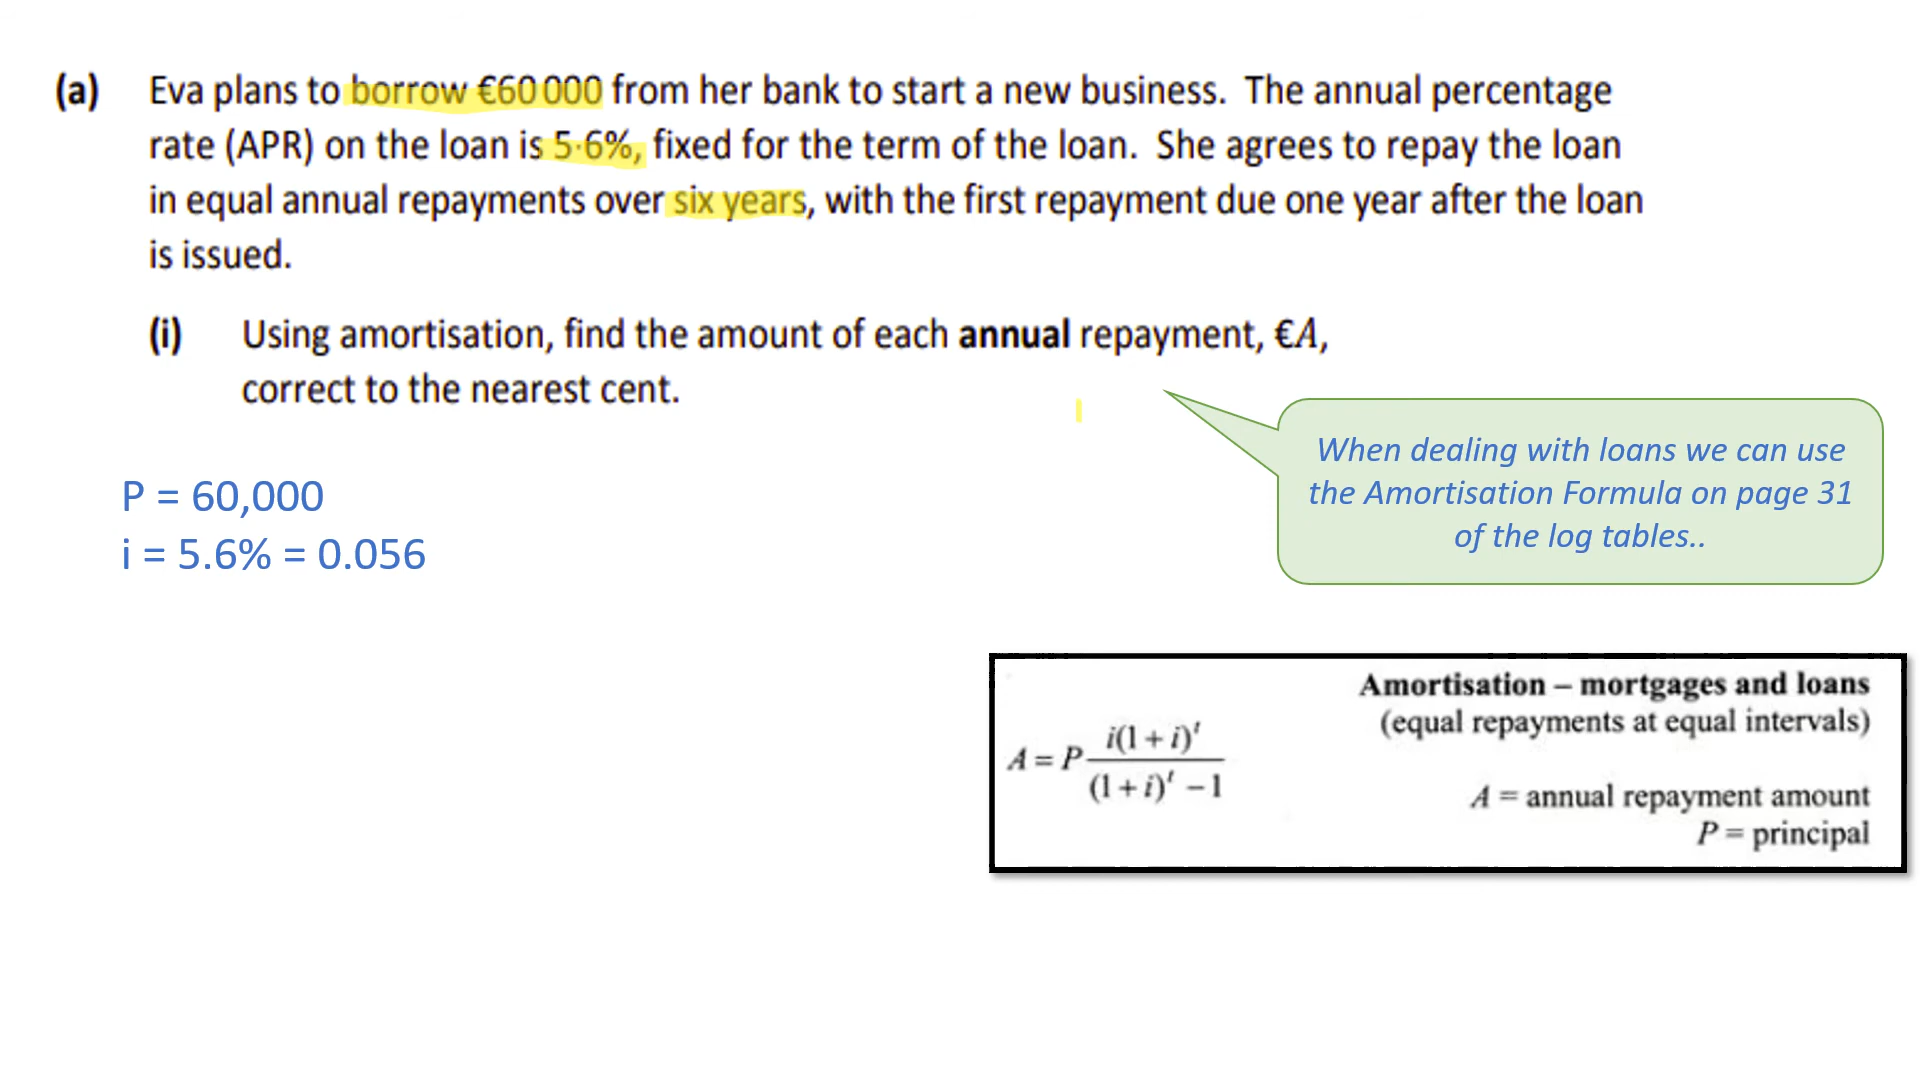 (a) Eva plans to borrow €60 000 from her bank to start a new business. The annual percentage
rate (APR) on the loan is 5·6%, fixed for the term of the loan. She agrees to repay the loan
in equal annual repayments over six years, with the first repayment due one year after the loan
is issued.
(i) Using amortisation, find the amount of each annual repayment, €A,
correct to the nearest cent.
When dealing with loans we can use
the Amortisation Formula on page 31
of the log tables..
P = 60,000
i = 5.6% = 0.056
Amortisation – mortgages and loans
(equal repayments at equal intervals)
A = P i(1 + i)^t / (1 + i)^t – 1
A = annual repayment amount
P = principal